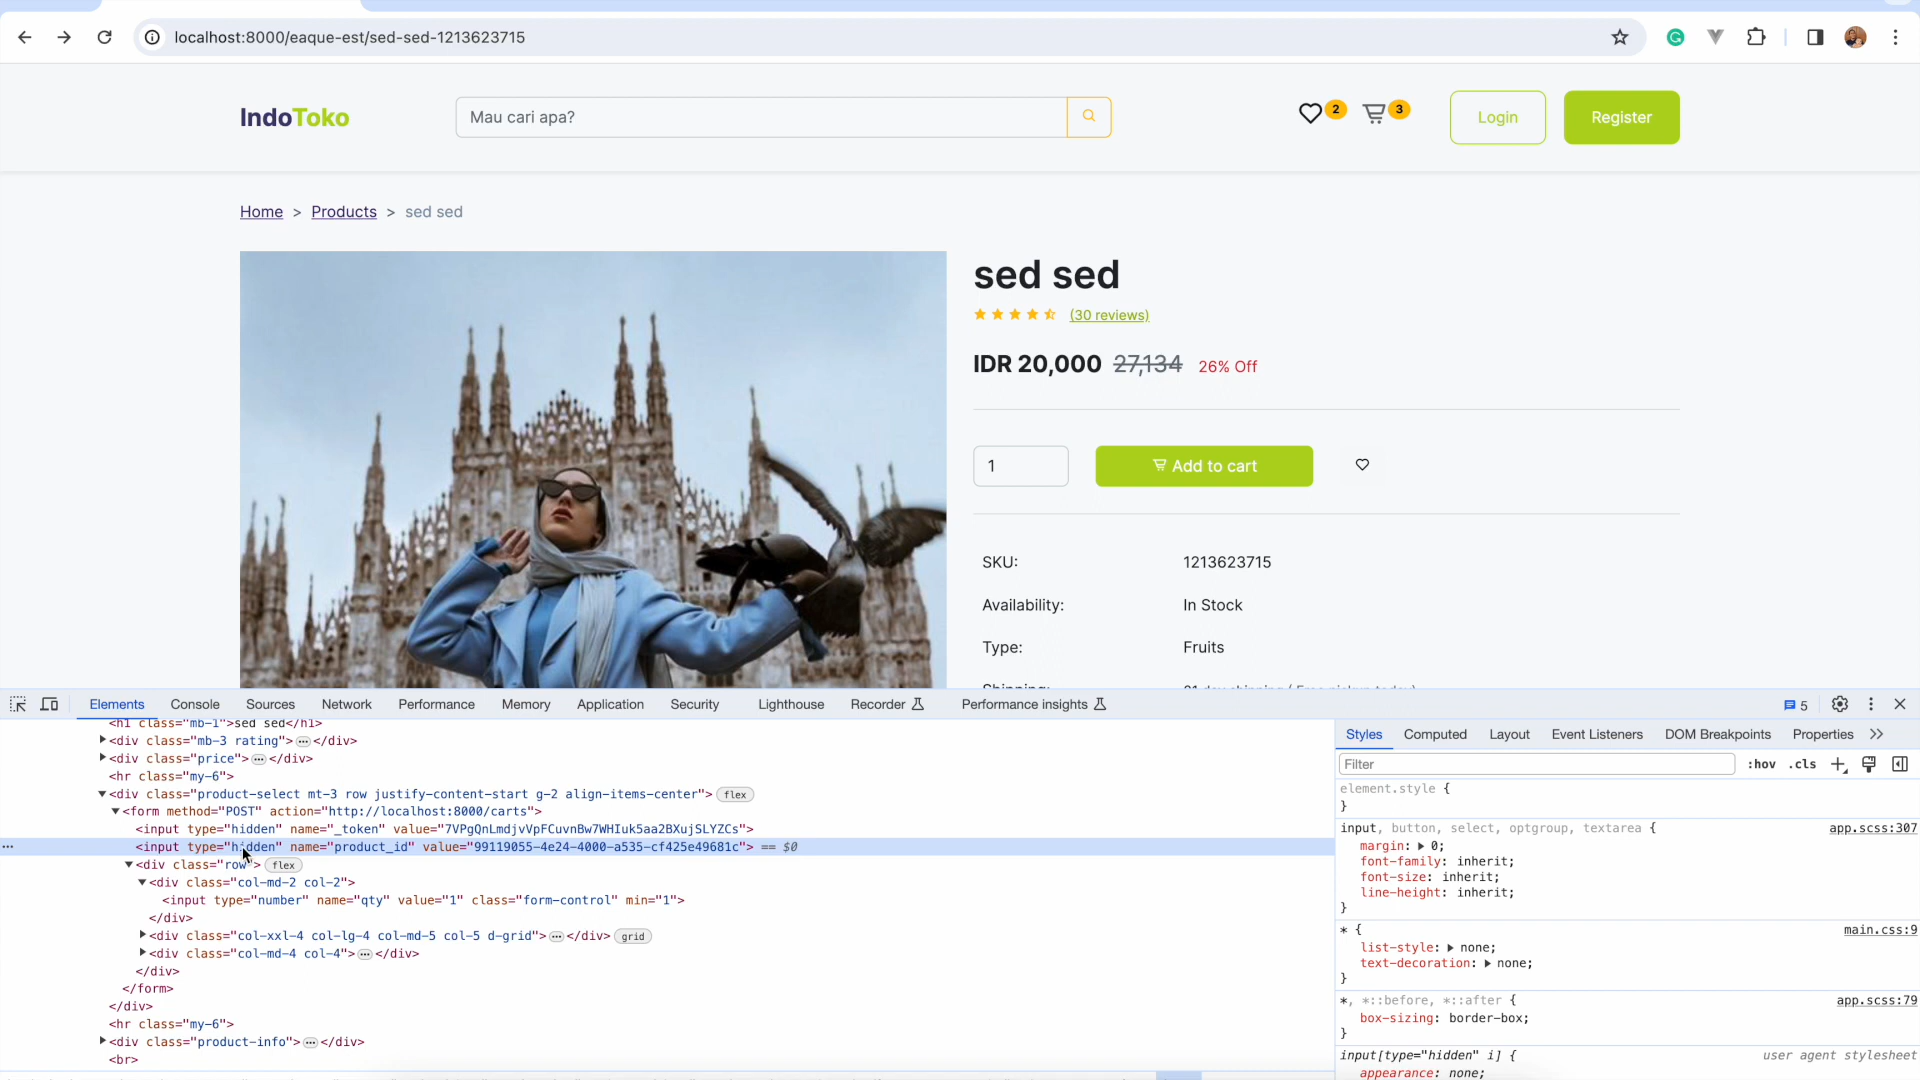 localhost:8000/eaque-est/sed-sed-1213623715
IndoToko
Mau cari apa?
2
3
Login
Register
Home > Products > sed sed
sed sed
(30 reviews)
IDR 20,000 27,134 26% Off
1
Add to cart
SKU: 1213623715
Availability: In Stock
Type: Fruits
Elements Console Sources Network Performance Memory Application Security Lighthouse Recorder Performance insights 5
<h1 class="mb-1">sed sed</h1>
<div class="mb-3 rating">…</div>
<div class="price">…</div>
<hr class="my-6">
<div class="product-select mt-3 row justify-content-start g-2 align-items-center"> flex
<form method="POST" action="http://localhost:8000/carts">
<input type="hidden" name="_token" value="7VPgQnLmdjvVpFCuvnBw7WHIuk5aa2BXujSLYZCs">
<input type="hidden" name="product_id" value="99119055-4e24-4000-a535-cf425e49681c"> == $0
<div class="row"> flex
<div class="col-md-2 col-2">
<input type="number" name="qty" value="1" class="form-control" min="1">
</div>
<div class="col-xxl-4 col-lg-4 col-md-5 col-5 d-grid">…</div> grid
<div class="col-md-4 col-4">…</div>
</div>
</form>
</div>
<hr class="my-6">
<div class="product-info">…</div>
<br>
Styles Computed Layout Event Listeners DOM Breakpoints Properties
Filter :hov .cls
element.style {
}
input, button, select, optgroup, textarea { app.scss:307
margin: 0;
font-family: inherit;
font-size: inherit;
line-height: inherit;
}
* { main.css:9
list-style: none;
text-decoration: none;
}
*, *::before, *::after { app.scss:79
box-sizing: border-box;
}
input[type="hidden" i] { user agent stylesheet
appearance: none;